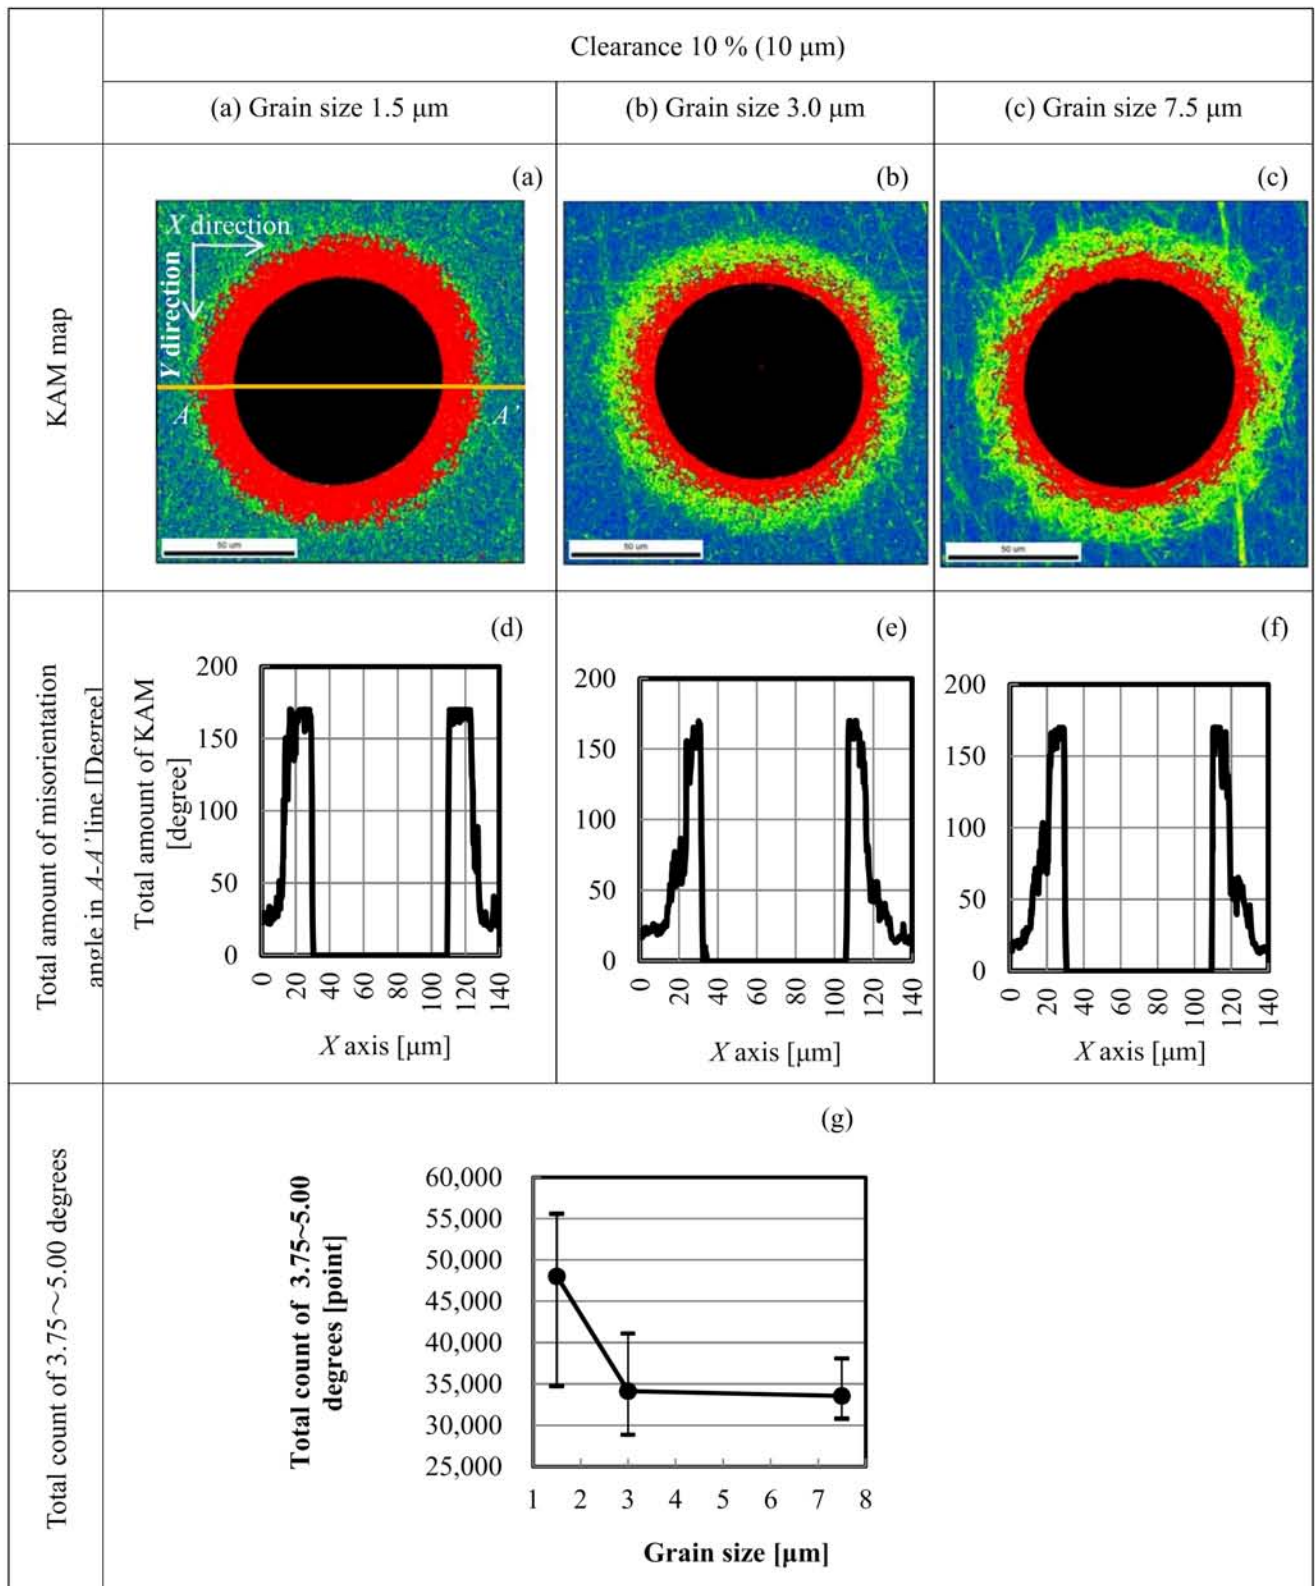 Clearance 10 % (10 μm)
(a) Grain size 1.5 μm
(b) Grain size 3.0 μm
(c) Grain size 7.5 μm
KAM map
(a)
X direction
Y direction
A
A'
50 um
(b)
50 um
(c)
50 um
Total amount of misorientation
angle in A-A' line [Degree]
(d)
Total amount of KAM
[degree]
200
150
100
50
0
0 20 40 60 80 100 120 140
X axis [μm]
(e)
200
150
100
50
0
0 20 40 60 80 100 120 140
X axis [μm]
(f)
200
150
100
50
0
0 20 40 60 80 100 120 140
X axis [μm]
Total count of 3.75～5.00 degrees
(g)
Total count of 3.75~5.00
degrees [point]
60,000
55,000
50,000
45,000
40,000
35,000
30,000
25,000
1 2 3 4 5 6 7 8
Grain size [μm]